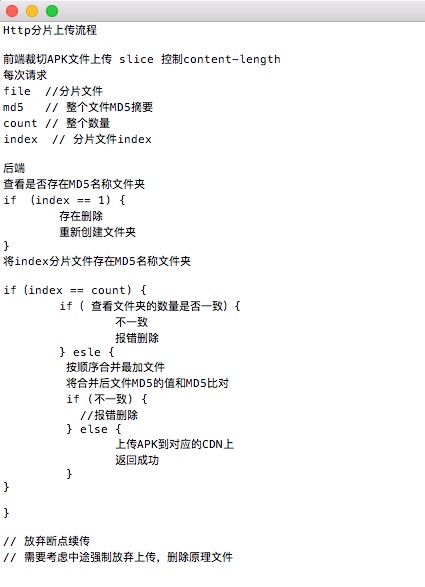 Http分片上传流程

前端裁切APK文件上传 slice 控制content-length
每次请求
file  //分片文件
md5   // 整个文件MD5摘要
count // 整个数量
index  // 分片文件index

后端
查看是否存在MD5名称文件夹
if （index == 1) {
        存在删除
        重新创建文件夹
}
将index分片文件存在MD5名称文件夹

if（index == count) {
        if ( 查看文件夹的数量是否一致）{
                不一致
                报错删除
        } esle {
         按顺序合并最加文件
         将合并后文件MD5的值和MD5比对
         if (不一致) {
           //报错删除
         } else {
                上传APK到对应的CDN上
                返回成功
         }
}

}

// 放弃断点续传
// 需要考虑中途强制放弃上传，删除原理文件